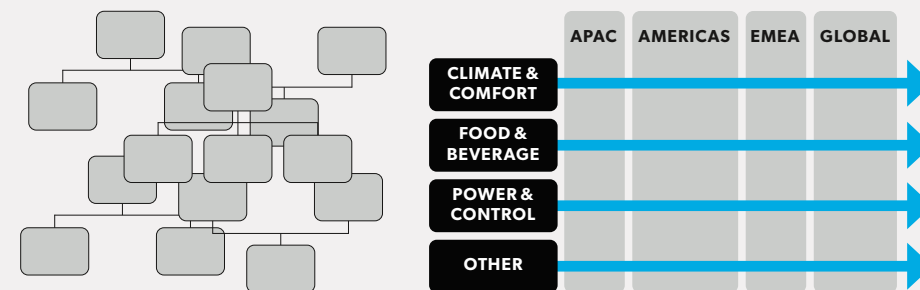 APAC AMERICAS EMEA GLOBAL
CLIMATE &
COMFORT
FOOD &
BEVERAGE
POWER &
CONTROL
OTHER